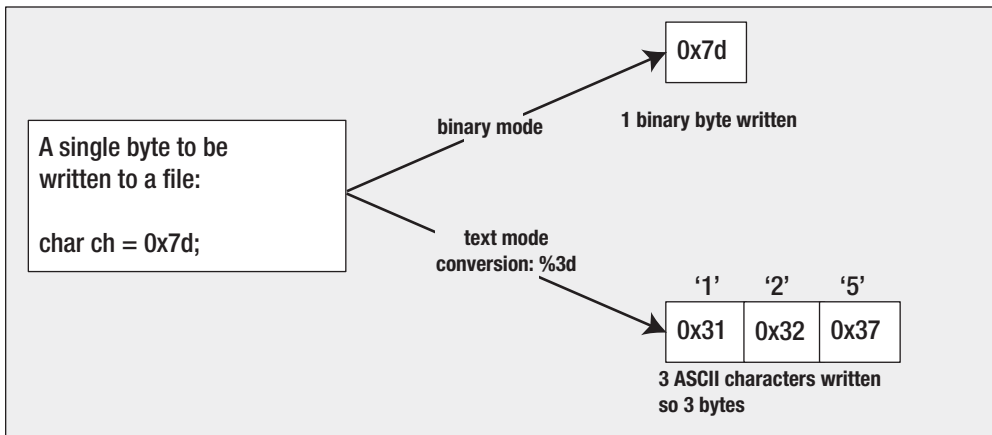 0x7d
1 binary byte written
binary mode
A single byte to be
written to a file:
char ch = 0x7d;
text mode
conversion: %3d
‘1’ ‘2’ ‘5’
0x31 0x32 0x37
3 ASCII characters written
so 3 bytes